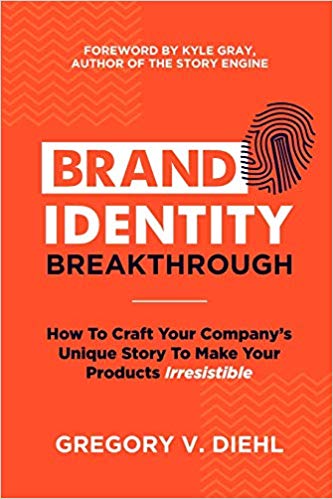 FOREWORD BY KYLE GRAY,
AUTHOR OF THE STORY ENGINE
BRAND
IDENTITY
BREAKTHROUGH
How To Craft Your Company's
Unique Story To Make Your
Products Irresistible
GREGORY V. DIEHL